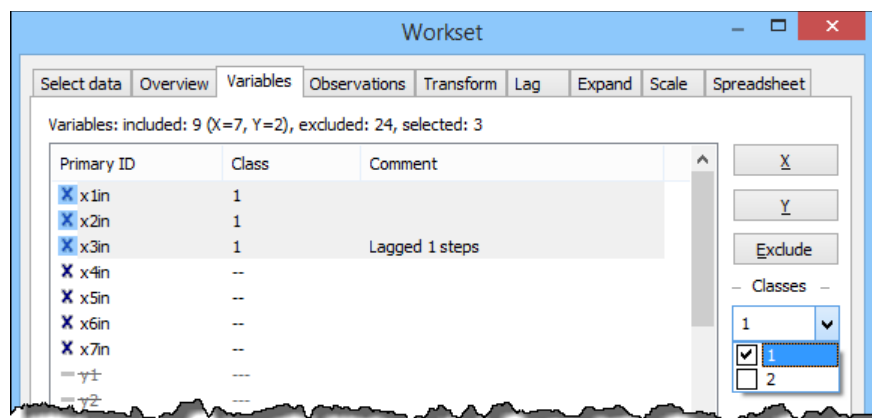 Workset
Select data Overview Variables Observations Transform Lag Expand Scale Spreadsheet
Variables: included: 9 (X=7, Y=2), excluded: 24, selected: 3
Primary ID Class Comment
X x1in 1
X x2in 1
X x3in 1 Lagged 1 steps
X x4in --
X x5in --
X x6in --
X x7in --
y1 ---
y2 ---
X
Y
Exclude
Classes
1
1
2